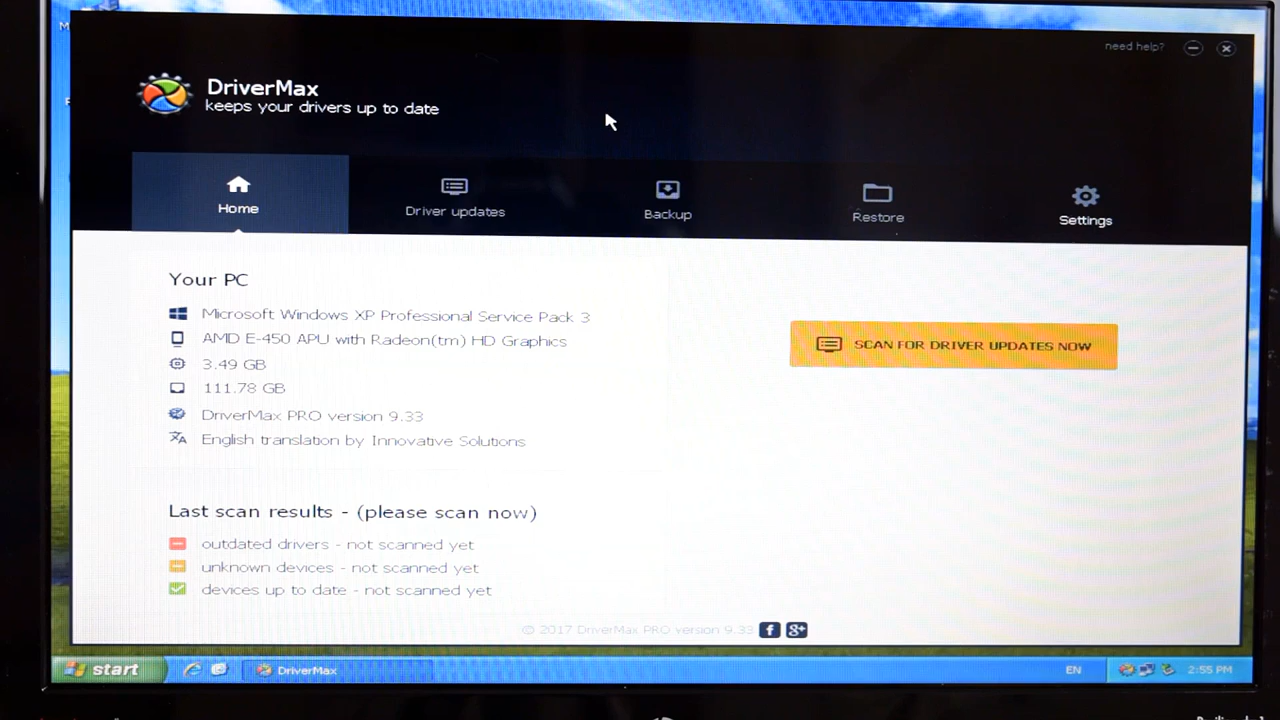 need help?
DriverMax
keeps your drivers up to date
Home
Driver updates
Backup
Restore
Settings
Your PC
Microsoft Windows XP Professional Service Pack 3
AMD E-450 APU with Radeon(tm) HD Graphics
3.49 GB
111.78 GB
DriverMax PRO version 9.33
English translation by Innovative Solutions
SCAN FOR DRIVER UPDATES NOW
Last scan results - (please scan now)
outdated drivers - not scanned yet
unknown devices - not scanned yet
devices up to date - not scanned yet
© 2017 DriverMax PRO version 9.33
start
DriverMax
EN
2:55 PM